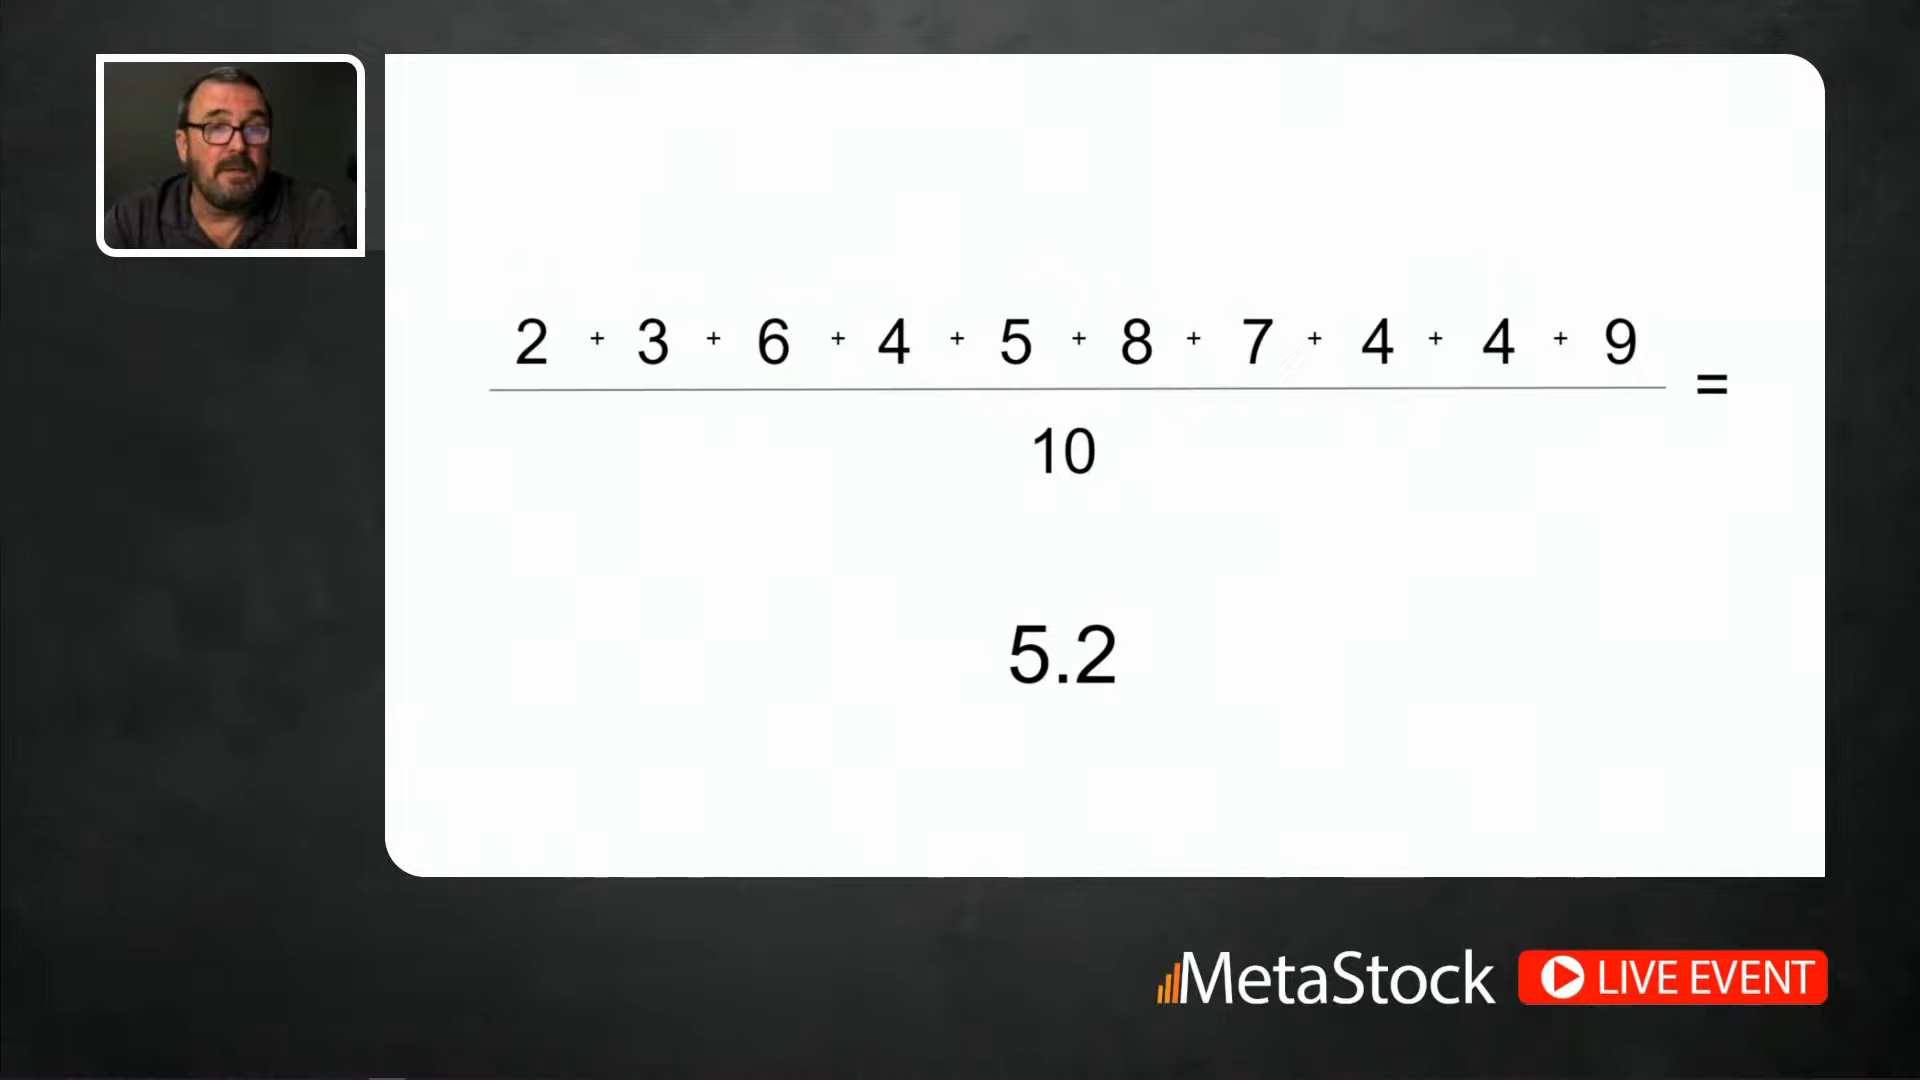 2 + 3 + 6 + 4 + 5 + 8 + 7 + 4 + 4 + 9
=
10
5.2
MetaStock LIVE EVENT